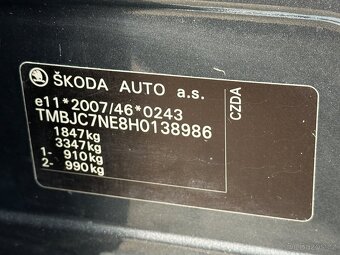 ŠKODA AUTO a.s.
e11*2007/46*0243
TMBJC7NE8H0138986
1847kg
3347kg
1- 910kg
2- 990kg
CZDA